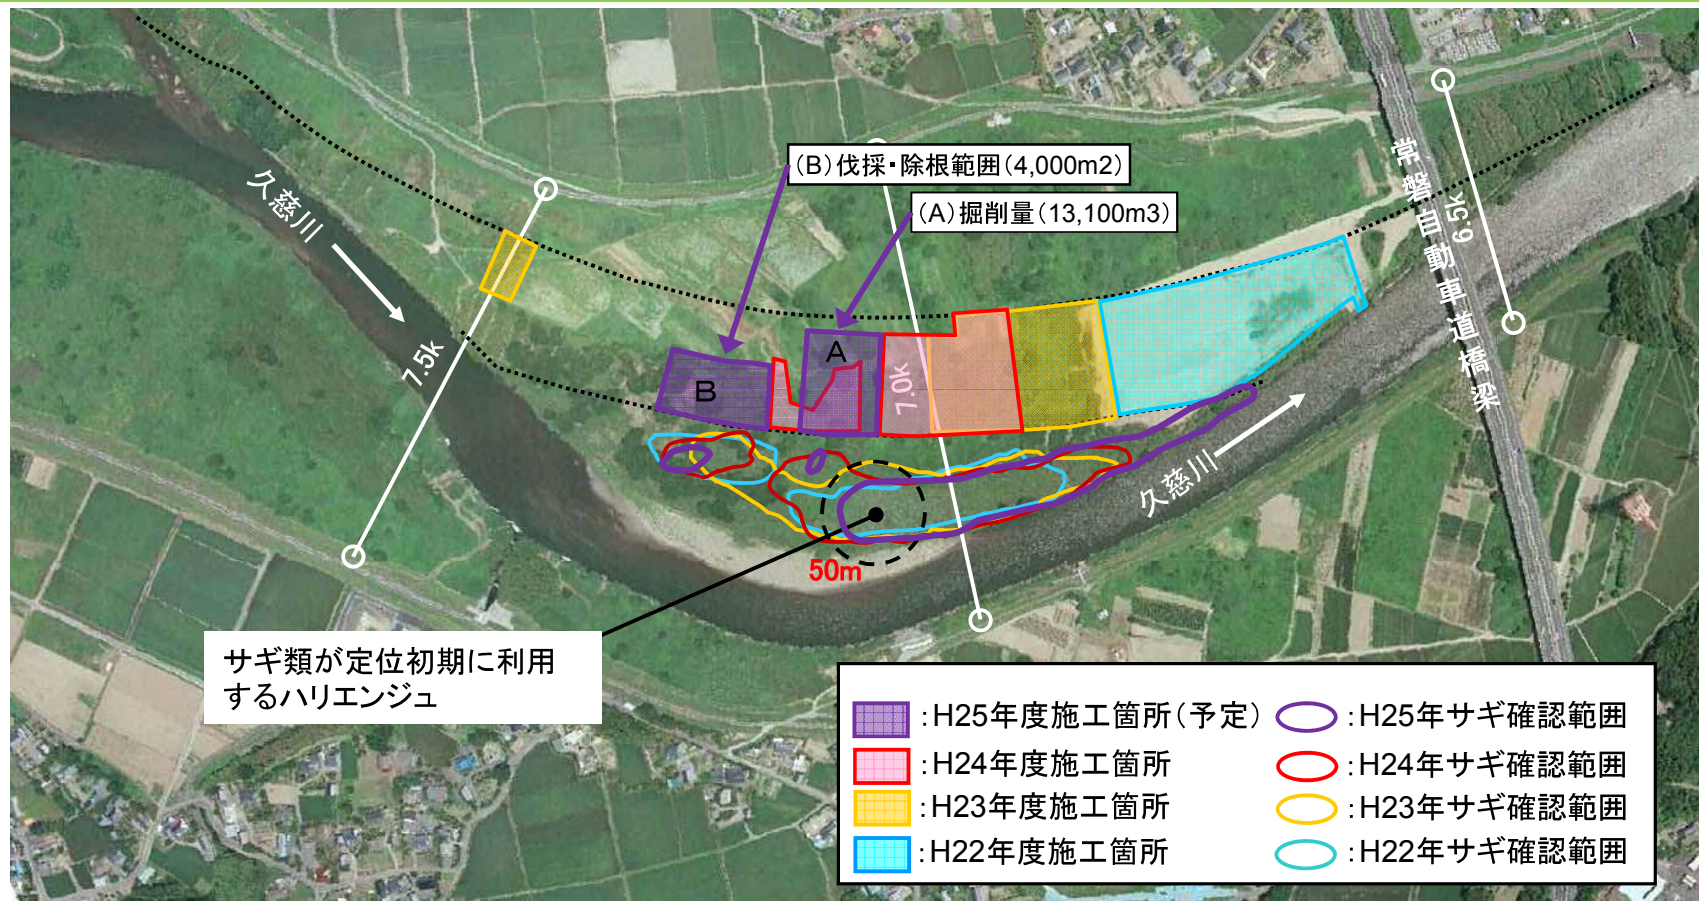 (B)伐採・除根範囲(4,000m2)
(A)掘削量(13,100m3)
久慈川
7.5k
A
B
7.0k
常磐自動車道橋梁
6.5k
久慈川
50m
サギ類が定位初期に利用
するハリエンジュ
:H25年度施工箇所(予定)
:H25年サギ確認範囲
:H24年度施工箇所
:H24年サギ確認範囲
:H23年度施工箇所
:H23年サギ確認範囲
:H22年度施工箇所
:H22年サギ確認範囲